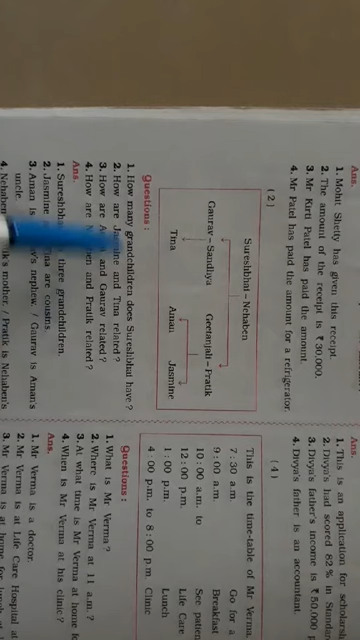 Ans.
1. Mohit Shetty has given this receipt.
2. The amount of the receipt is ₹ 30,000.
3. Mr Kurti Patel has paid the amount.
4. Mr Patel has paid the amount for a refrigerator.
(2)
Sureshbhai – Nehaben
Gaurav – Sandhya Geetanjali – Pratik
Tina Aman Jasmine
Questions :
1. How many grandchildren does Sureshbhai have ?
2. How are and Tina related ?
3. How are and Gaurav related ?
4. How are and Pratik related ?
Ans.
1. three grandchildren.
2. Jasmine are cousins.
3. Aman is nephew. / Gaurav is Aman's
uncle.
4. Nehaben mother. / Pratik is Nehaben's
Ans.
1. This is an application for
2. Divya's had scored 82% in
3. Divya's father's income is ₹ 50,000
4. Divya's father is an accountant.
(4)
This is the time-table of Mr Verma.
7 : 30 a.m. Go for a
9 : 00 a.m. Breakfast
10 : 00 a.m. to See
12 : 00 p.m. Life Care
1 : 00 p.m. Lunch
4 : 00 p.m. to 8 : 00 p.m. Clinic
Questions :
1. What is Mr Verma ?
2. Where is Mr Verma at 11 a.m. ?
3. At what time is Mr Verma at home
4. When is Mr Verma at his clinic ?
Ans.
1. Mr Verma is a doctor.
2. Mr Verma is at Life Care Hospital at
3. Mr Verma is at home for